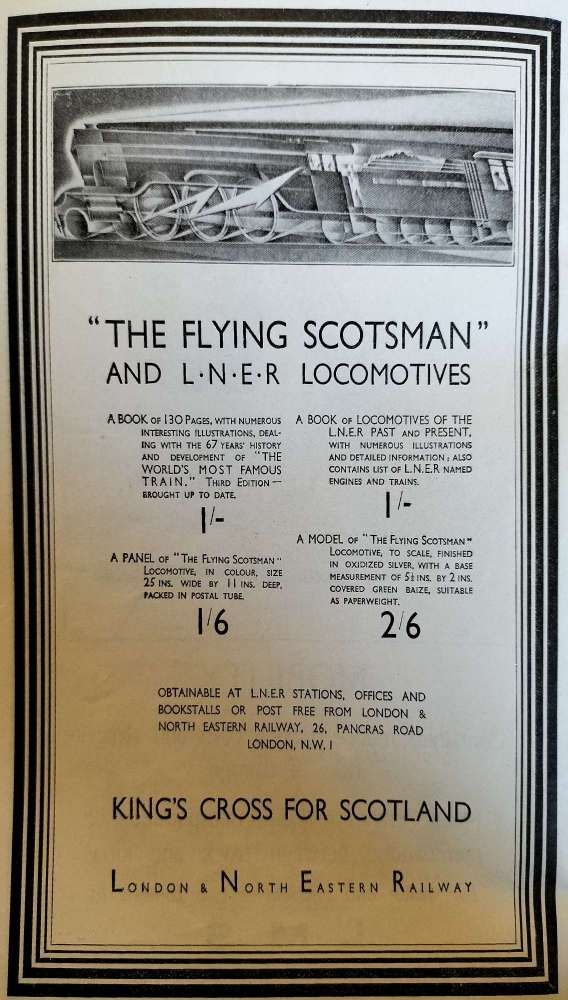 "THE FLYING SCOTSMAN"
AND L·N·E·R LOCOMOTIVES
A BOOK OF 130 PAGES, WITH NUMEROUS
INTERESTING ILLUSTRATIONS, DEAL-
ING WITH THE 67 YEARS' HISTORY
AND DEVELOPMENT OF "THE
WORLD'S MOST FAMOUS
TRAIN." THIRD EDITION—
BROUGHT UP TO DATE.
1/-
A PANEL OF "THE FLYING SCOTSMAN"
LOCOMOTIVE, IN COLOUR, SIZE
25 INS. WIDE BY 11 INS. DEEP,
PACKED IN POSTAL TUBE.
1/6
A BOOK OF LOCOMOTIVES OF THE
L.N.E.R PAST AND PRESENT,
WITH NUMEROUS ILLUSTRATIONS
AND DETAILED INFORMATION; ALSO
CONTAINS LIST OF L.N.E.R NAMED
ENGINES AND TRAINS.
1/-
A MODEL OF "THE FLYING SCOTSMAN"
LOCOMOTIVE, TO SCALE, FINISHED
IN OXIDIZED SILVER, WITH A BASE
MEASUREMENT OF 5½ INS. BY 2 INS.
COVERED GREEN BAIZE, SUITABLE
AS PAPERWEIGHT.
2/6
OBTAINABLE AT L.N.E.R STATIONS, OFFICES AND
BOOKSTALLS OR POST FREE FROM LONDON &
NORTH EASTERN RAILWAY, 26, PANCRAS ROAD
LONDON, N.W.1
KING'S CROSS FOR SCOTLAND
LONDON & NORTH EASTERN RAILWAY